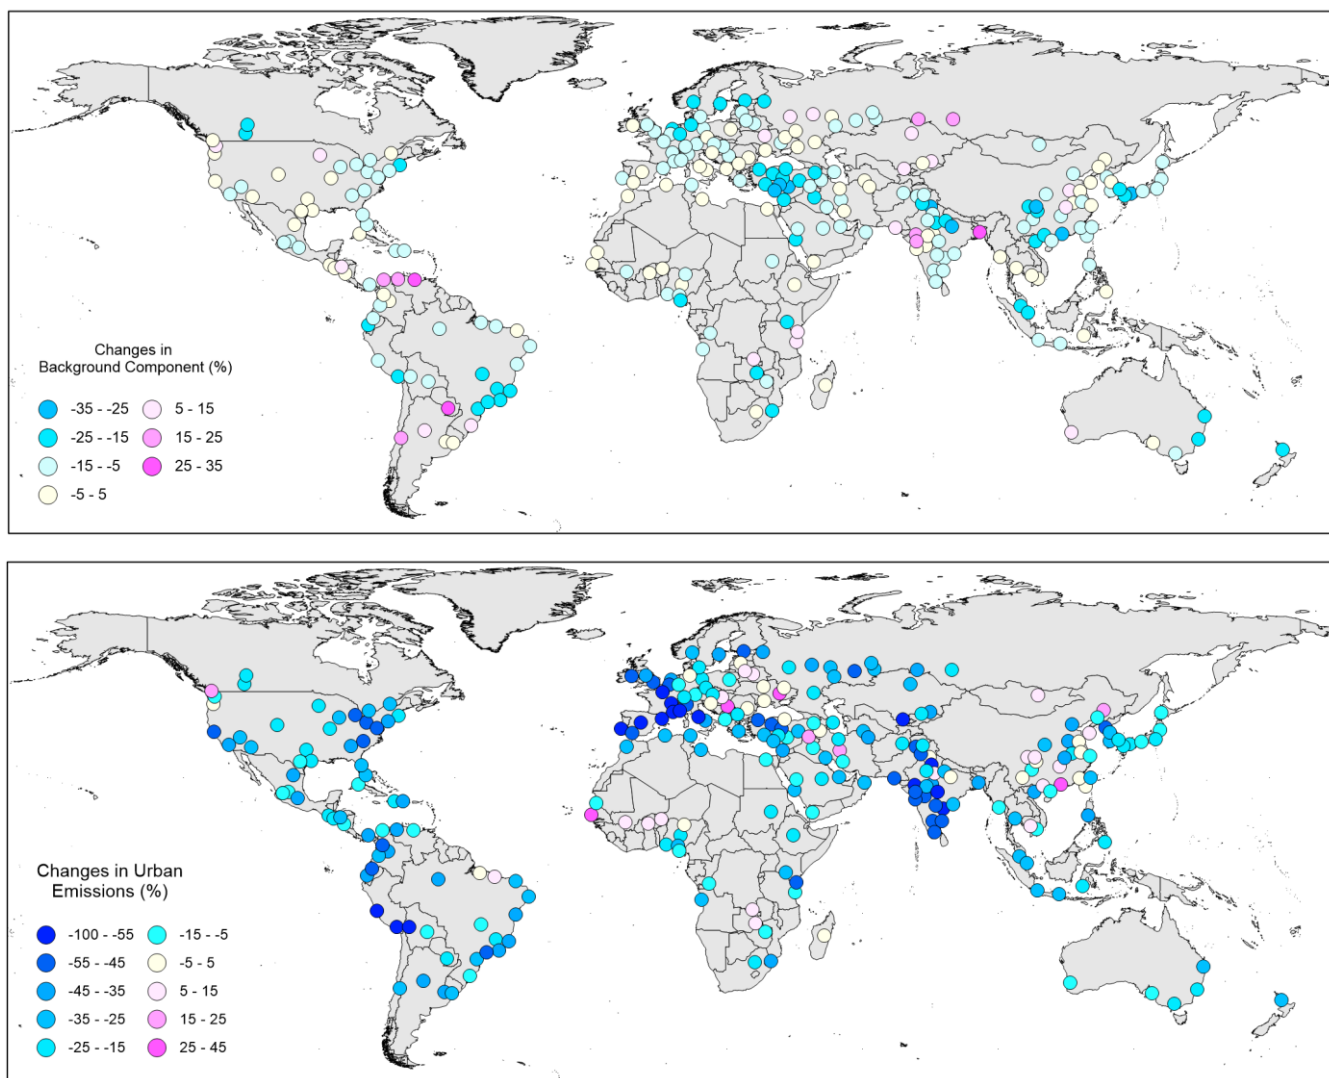 Changes in
Background Component (%)
-35 - -25
5 - 15
-25 - -15
15 - 25
-15 - -5
25 - 35
-5 - 5
Changes in Urban
Emissions (%)
-100 - -55
-15 - -5
-55 - -45
-5 - 5
-45 - -35
5 - 15
-35 - -25
15 - 25
-25 - -15
25 - 45